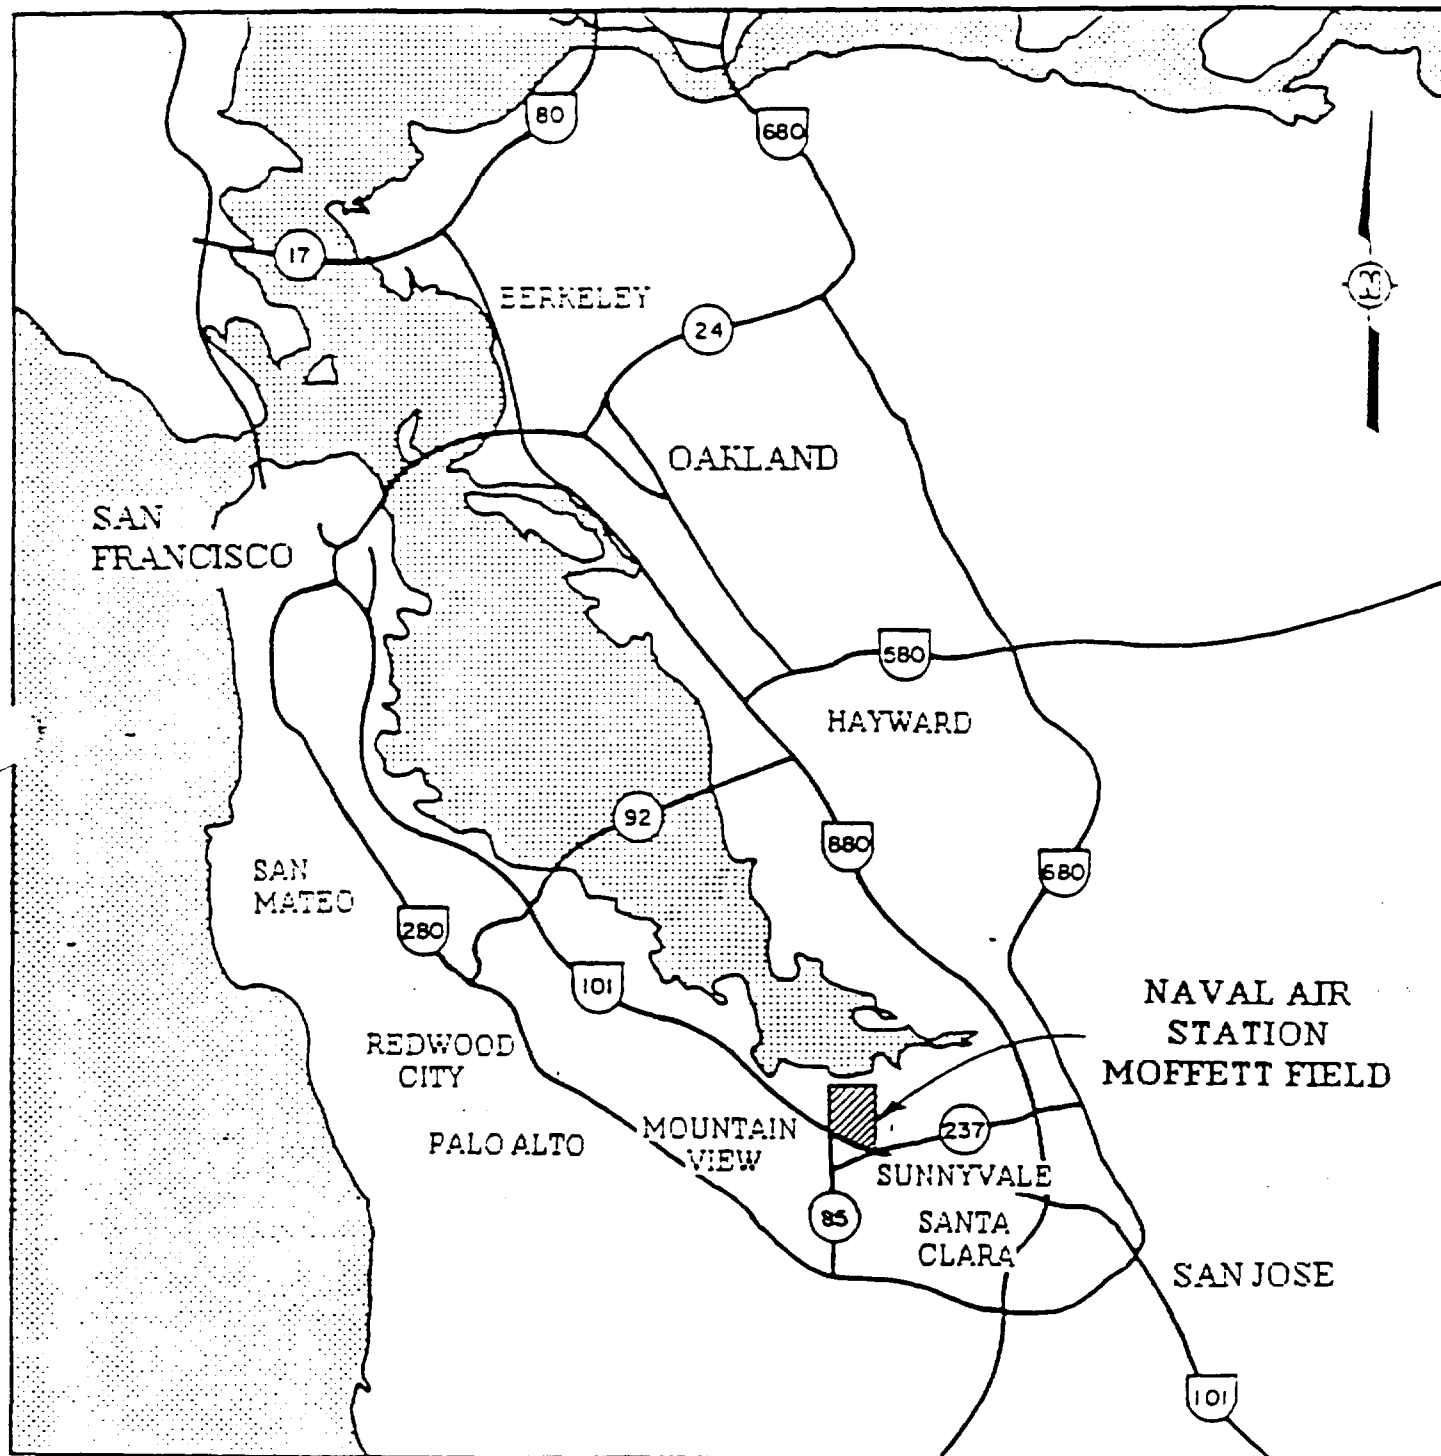 80
680
17
BERKELEY
24
OAKLAND
SAN
FRANCISCO
580
HAYWARD
92
880
680
SAN
MATEO
280
101
NAVAL AIR
STATION
MOFFETT FIELD
REDWOOD
CITY
PALO ALTO
MOUNTAIN
VIEW
237
SUNNYVALE
85
SANTA
CLARA
SAN JOSE
101